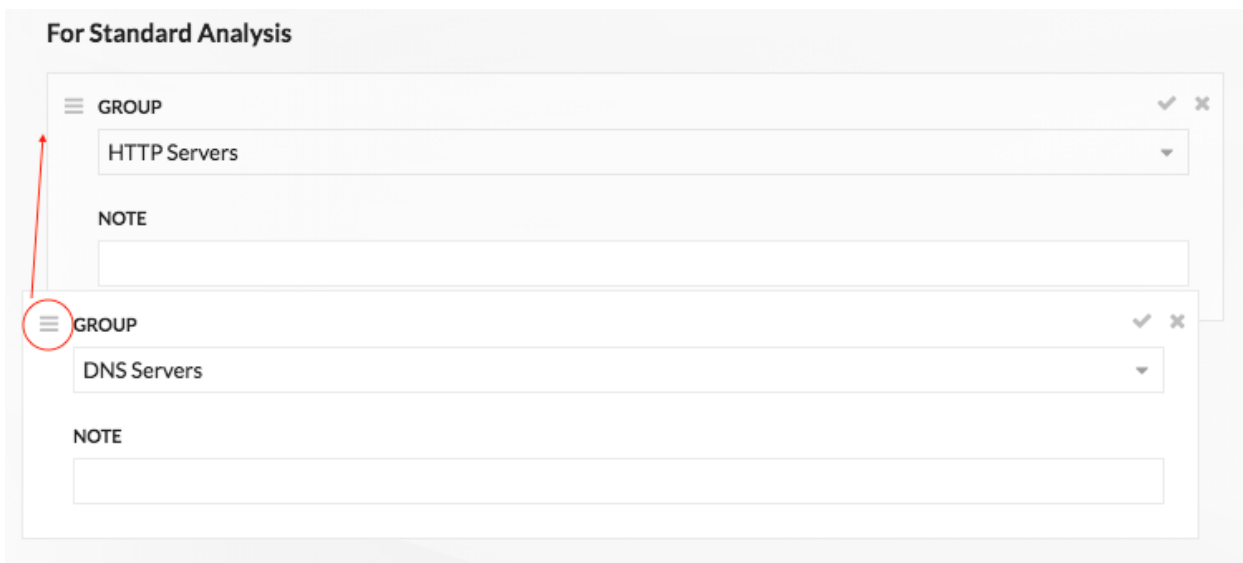 For Standard Analysis
GROUP
HTTP Servers
NOTE
GROUP
DNS Servers
NOTE